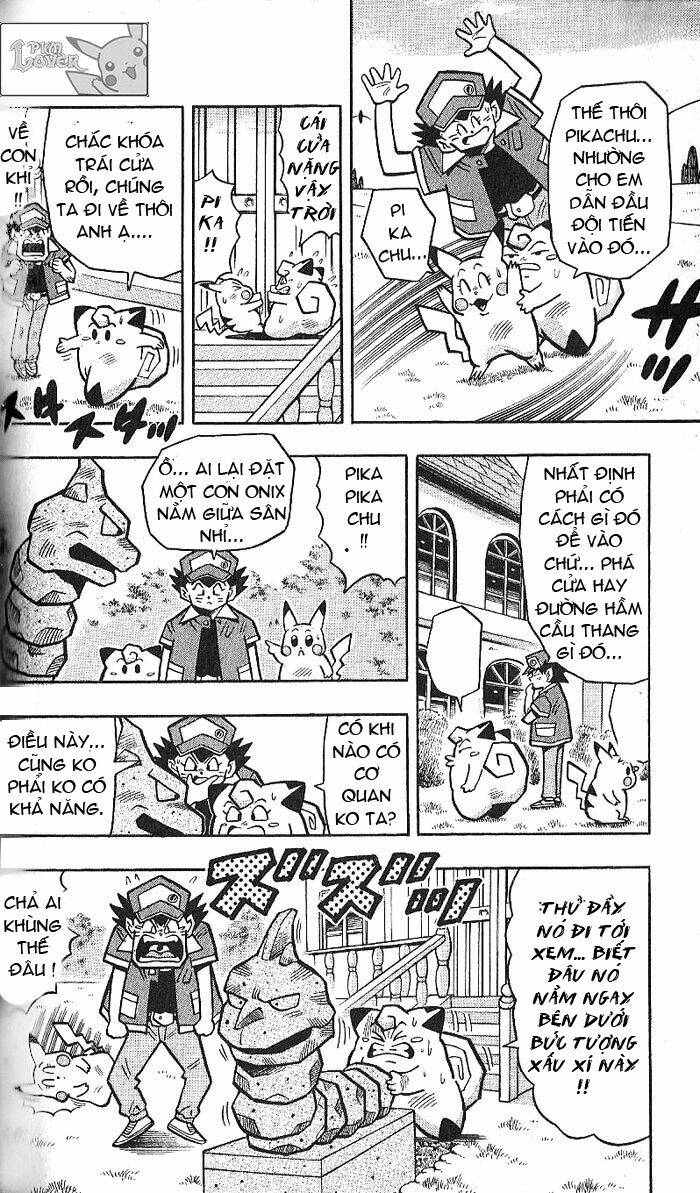 PIKA LOVER
THẾ THÔI
PIKACHU...
NHƯỜNG
CHO EM
DẪN ĐẦU
ĐỘI TIẾN
VÀO ĐÓ...
PI
KA
CHU...
CÁI
CỬA
NẶNG
VẬY
TRỜI
PI
KA
!!
CHẮC KHÓA
TRÁI CỬA
RỒI, CHÚNG
TA ĐI VỀ THÔI
ANH Ạ....
VỀ
CON
KHỈ !!
NHẤT ĐỊNH
PHẢI CÓ
CÁCH GÌ ĐÓ
ĐỂ VÀO
CHỨ... PHÁ
CỬA HAY
ĐƯỜNG HẦM
CẦU THANG
GÌ ĐÓ...
PIKA
PIKA
CHU
!!
Ồ... AI LẠI ĐẶT
MỘT CON ONIX
NẰM GIỮA SÂN
NHỈ...
CÓ KHI
NÀO CÓ
CƠ
QUAN
KO TA?
ĐIỀU NÀY...
CŨNG KO
PHẢI KO CÓ
KHẢ NĂNG.
THỬ ĐẨY
NÓ ĐI TỚI
XEM... BIẾT
ĐÂU NÓ
NẰM NGAY
BÊN DƯỚI
BỨC TƯỢNG
XẤU XÍ NÀY
!!
ズズズッ
CHẢ AI
KHÙNG
THẾ
ĐÂU !